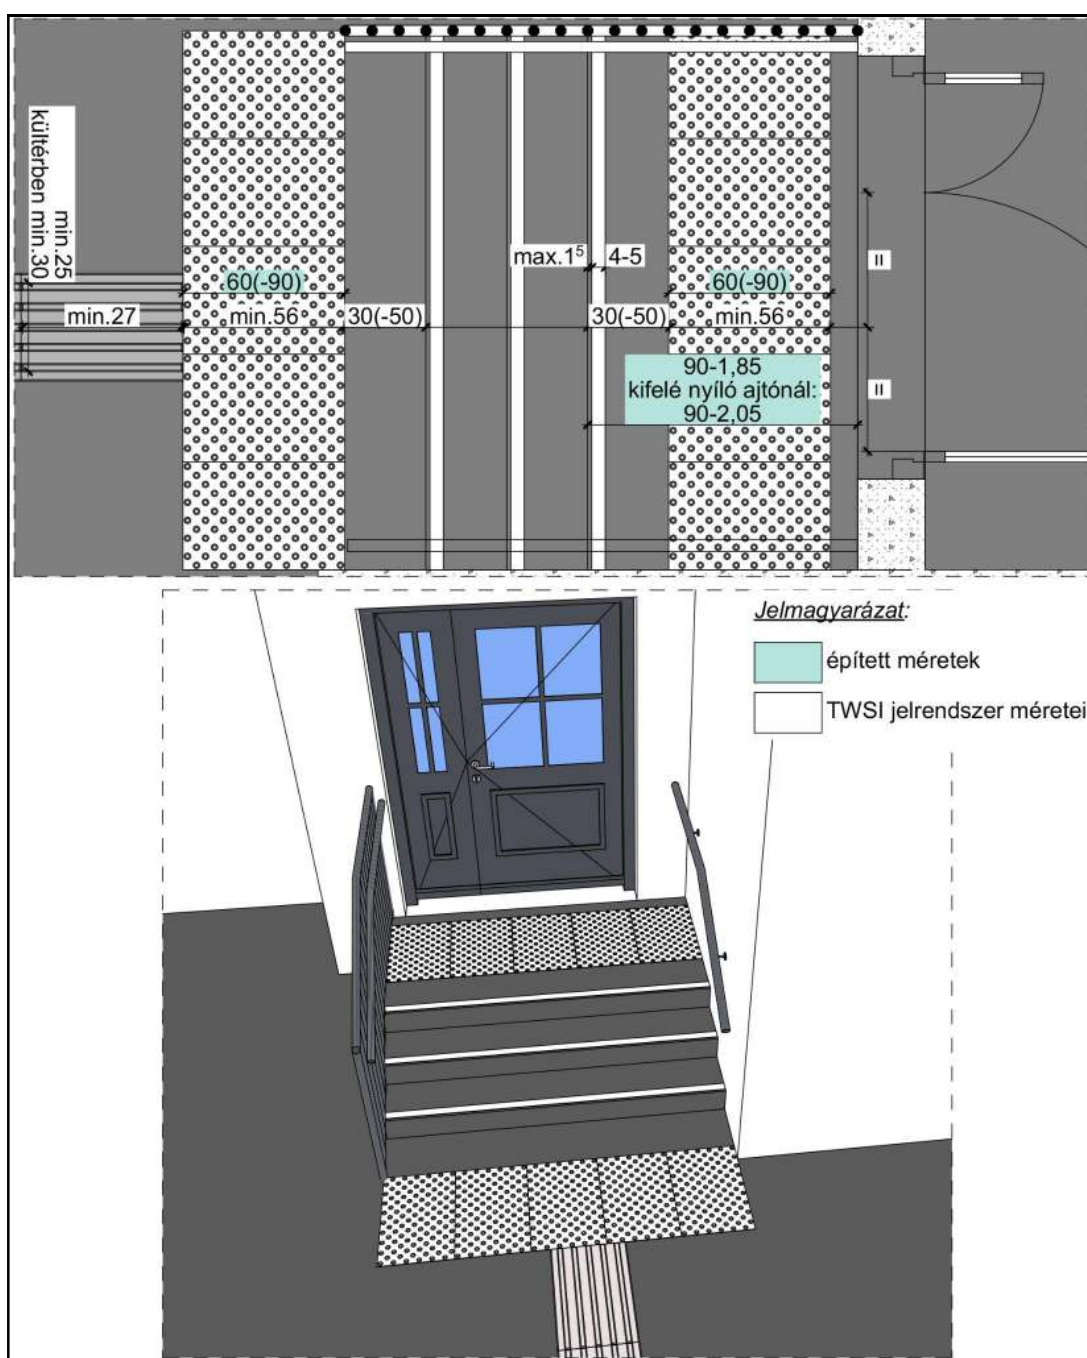 min.25
kültérben min.30
max.1⁵
4-5
60(-90)
60(-90)
min.27
min.56
30(-50)
30(-50)
min.56
90-1,85
kifelé nyíló ajtónál:
90-2,05
=
=
Jelmagyarázat:
épített méretek
TWSI jelrendszer méretei